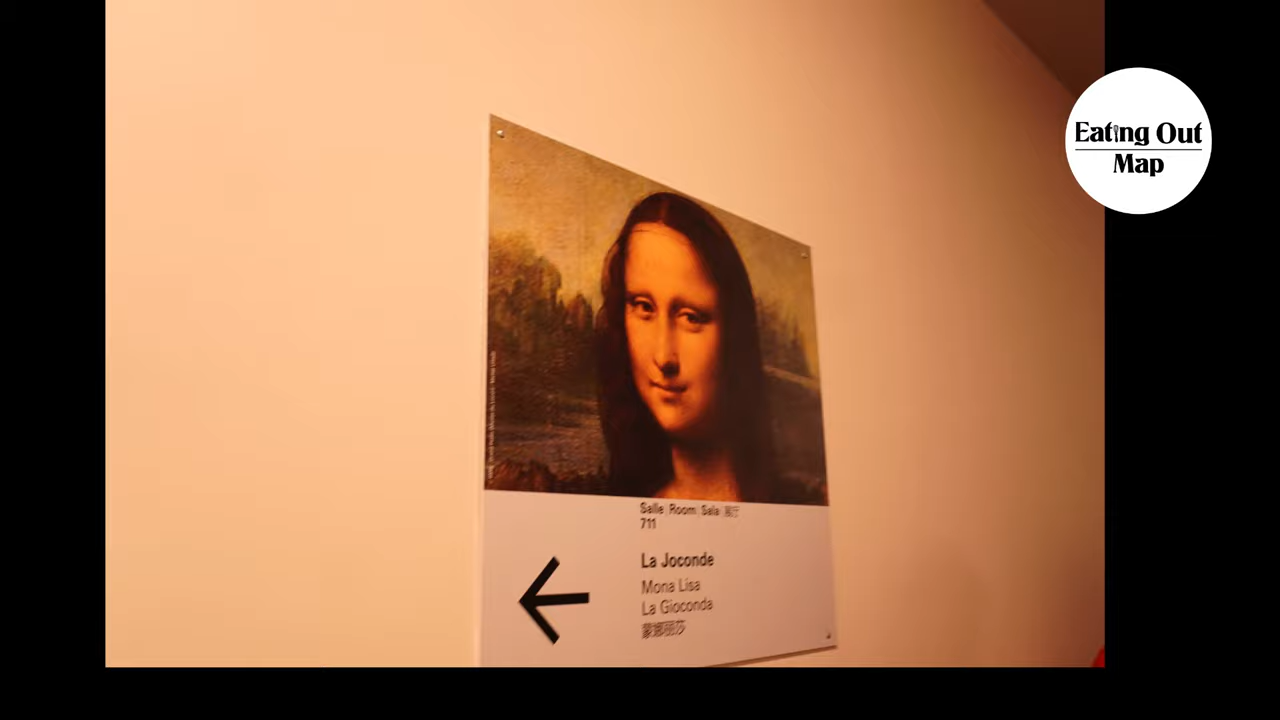 Eating Out
Map
Salle Room Sala 展厅
711
La Joconde
Mona Lisa
La Gioconda
蒙娜丽莎